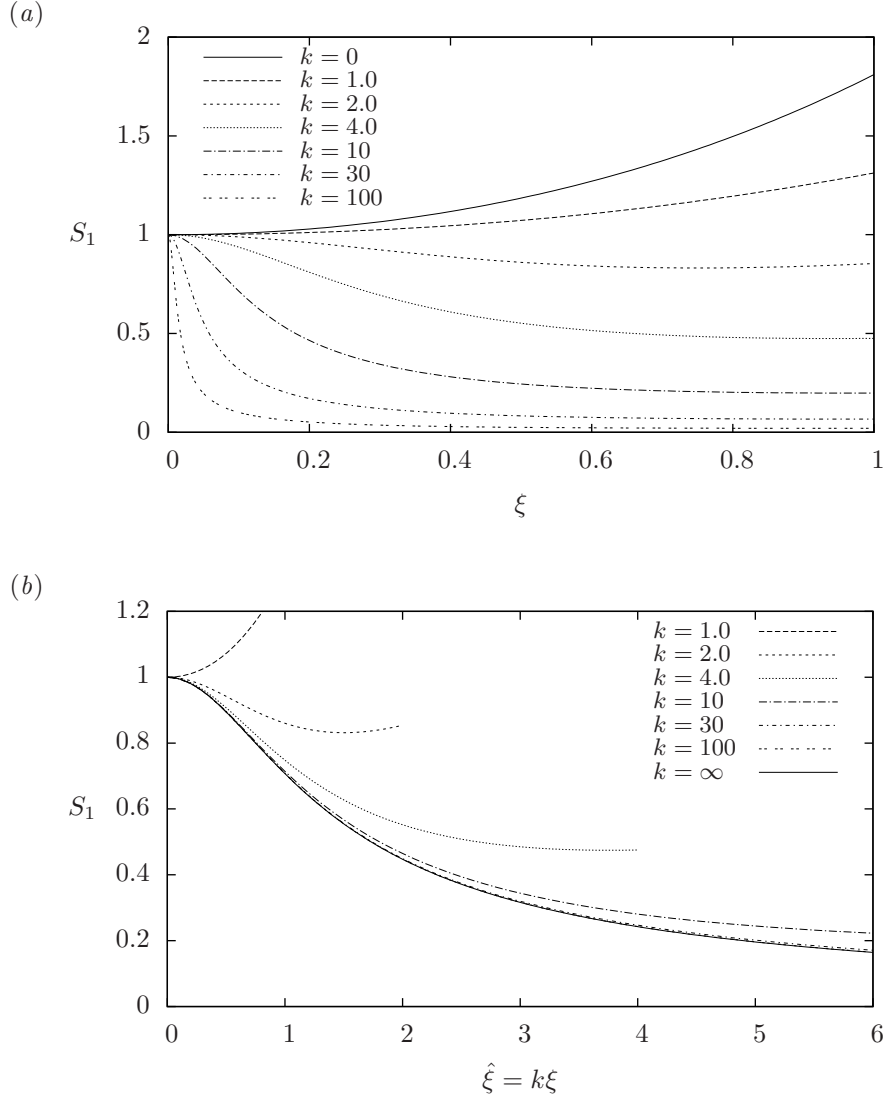 (a)
2
1.5
1
0.5
0
S₁
k = 0
k = 1.0
k = 2.0
k = 4.0
k = 10
k = 30
k = 100
0 0.2 0.4 0.6 0.8 1
ξ
(b)
1.2
1
0.8
0.6
0.4
0.2
0
S₁
k = 1.0
k = 2.0
k = 4.0
k = 10
k = 30
k = 100
k = ∞
0 1 2 3 4 5 6
ξ̂ = kξ